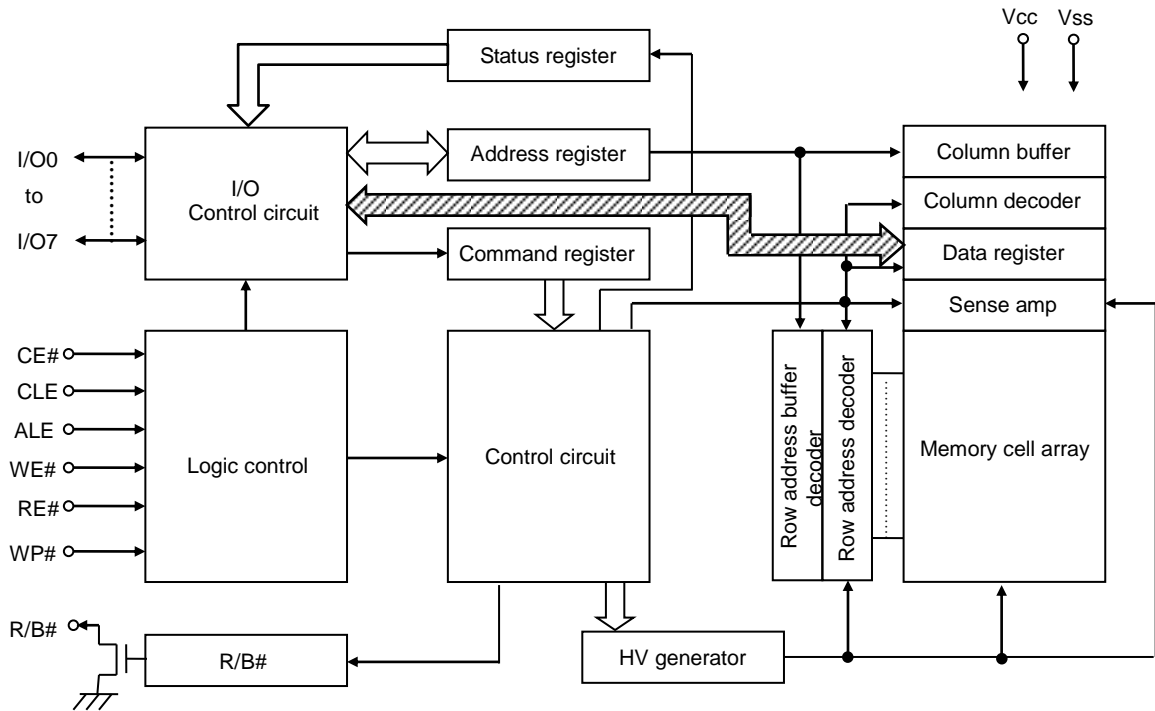 Vcc
Vss
Status register
I/O0
to
I/O7
I/O
Control circuit
Address register
Column buffer
Column decoder
Command register
Data register
Sense amp
CE#
CLE
ALE
WE#
RE#
WP#
Logic control
Control circuit
Row address buffer
decoder
Row address decoder
Memory cell array
R/B#
R/B#
HV generator